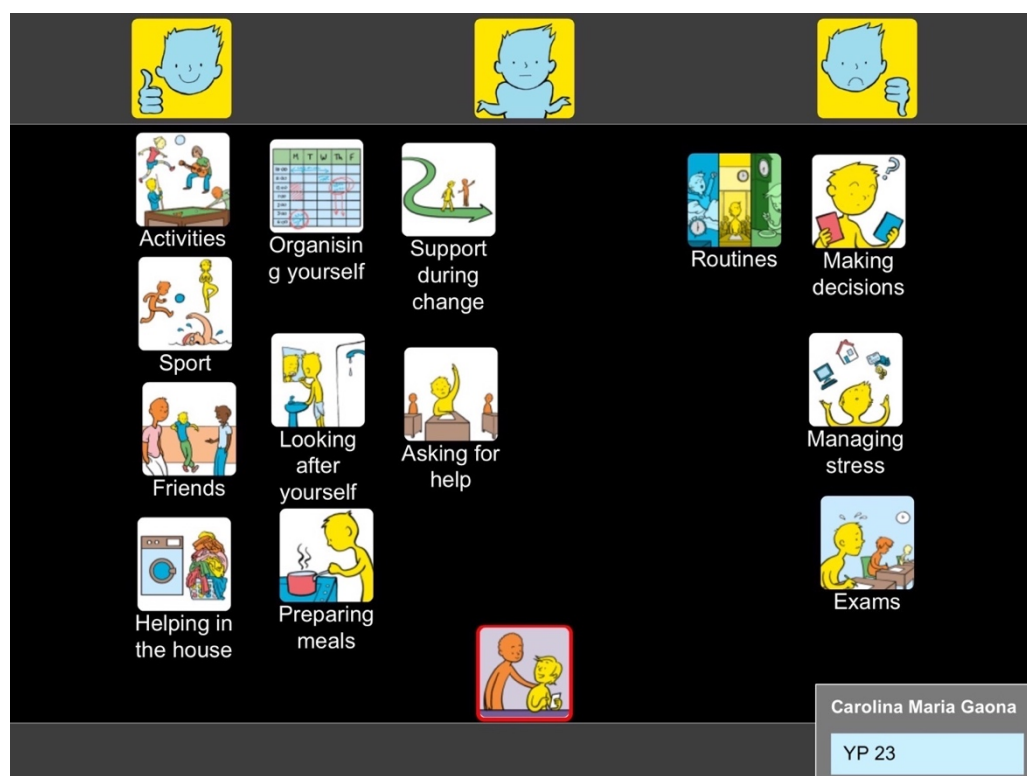 M T W Th F
Activities
Organisin
g yourself
Support
during
change
Routines
Making
decisions
Sport
Looking
after
yourself
Asking for
help
Managing
stress
Friends
Helping in
the house
Preparing
meals
Exams
Carolina Maria Gaona
YP 23